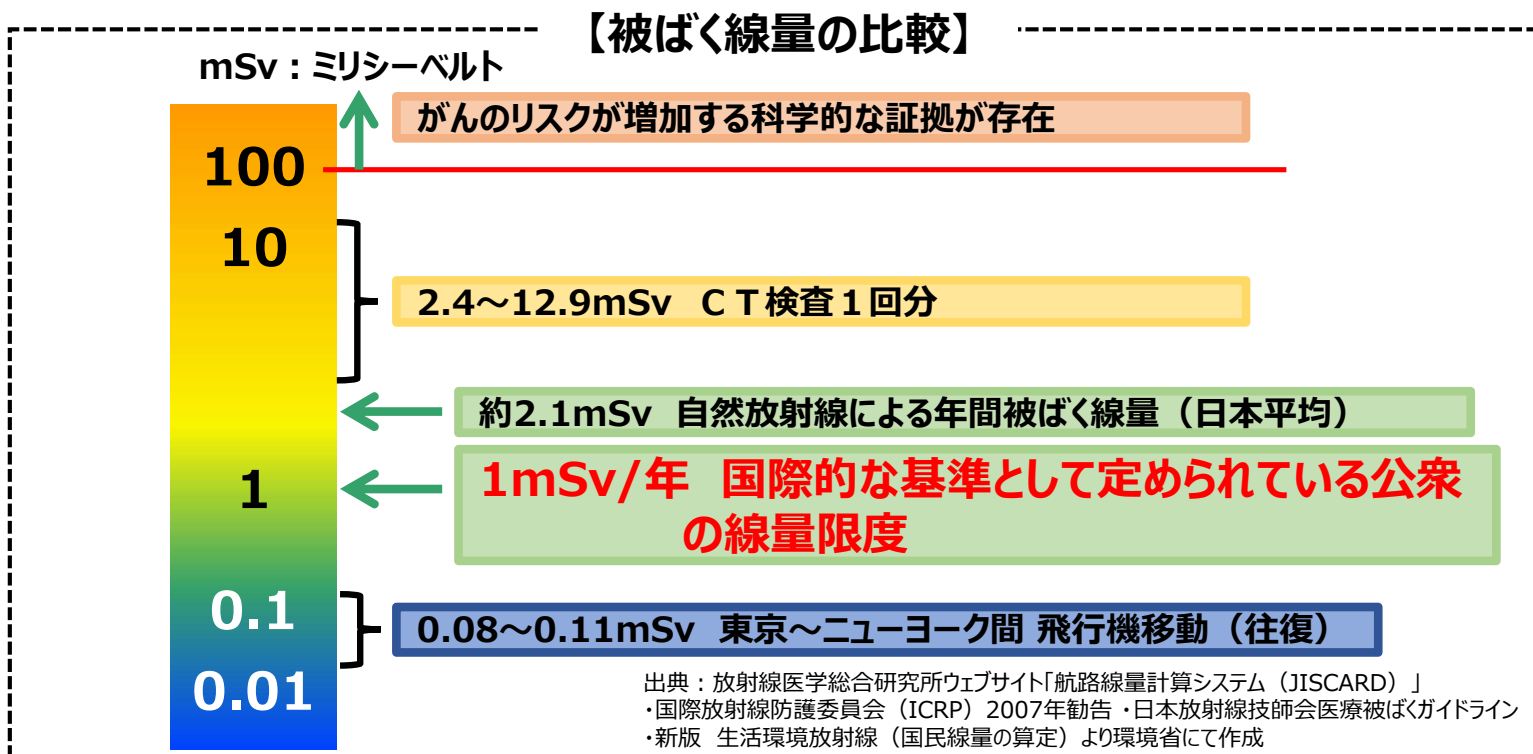 【被ばく線量の比較】
mSv：ミリシーベルト
がんのリスクが増加する科学的な証拠が存在
100
10
2.4～12.9mSv ＣＴ検査１回分
約2.1mSv 自然放射線による年間被ばく線量（日本平均）
1mSv/年 国際的な基準として定められている公衆
の線量限度
1
0.1
0.08～0.11mSv 東京～ニューヨーク間 飛行機移動（往復）
0.01
出典：放射線医学総合研究所ウェブサイト「航路線量計算システム（JISCARD）」
・国際放射線防護委員会（ICRP）2007年勧告 ・日本放射線技師会医療被ばくガイドライン
・新版 生活環境放射線（国民線量の算定）より環境省にて作成